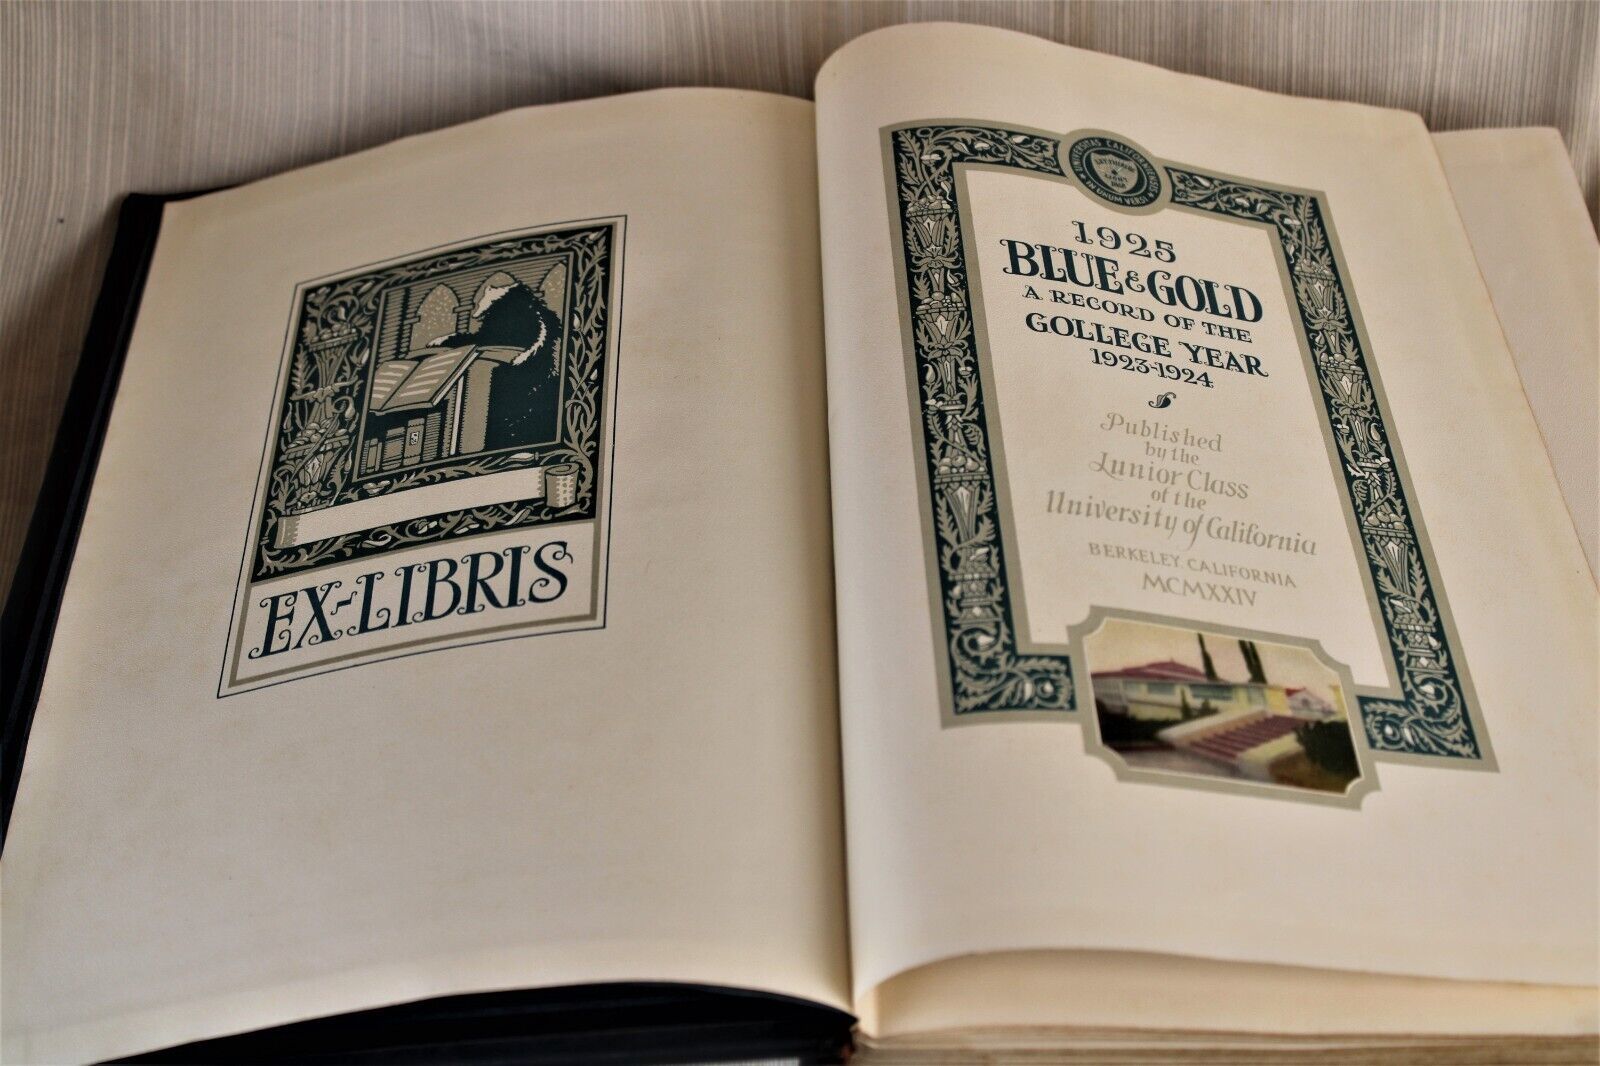 EX-LIBRIS
1925
BLUE & GOLD
A RECORD OF THE
GOLLEGE YEAR
1923-1924
Published
by the
Junior Class
of the
University of California
BERKELEY, CALIFORNIA
MCMXXIV